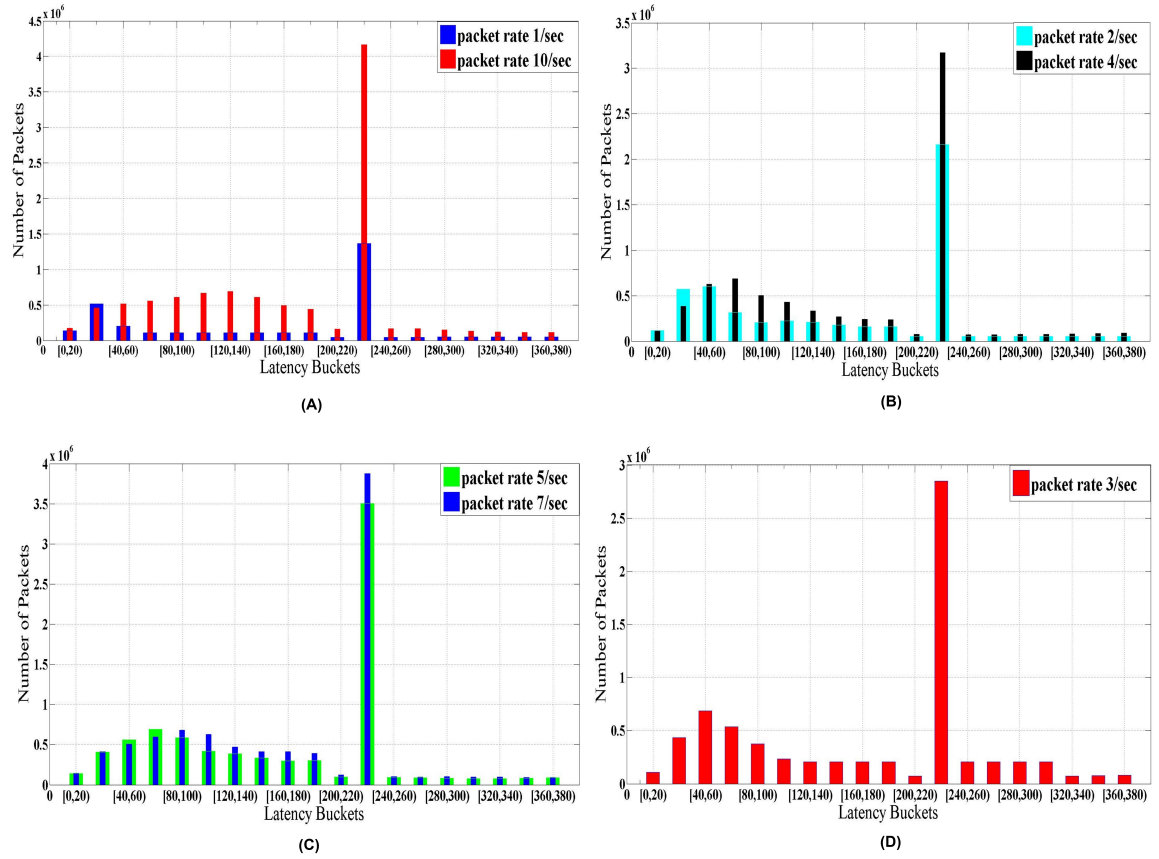 x 10^6
4.5
4
3.5
3
2.5
2
1.5
1
0.5
0
Number of Packets
packet rate 1/sec
packet rate 10/sec
0 [0,20) [40,60) [80,100) [120,140) [160,180) [200,220) [240,260) [280,300) [320,340) [360,380)
Latency Buckets
(A)
x 10^6
3.5
3
2.5
2
1.5
1
0.5
0
Number of Packets
packet rate 2/sec
packet rate 4/sec
0 [0,20) [40,60) [80,100) [120,140) [160,180) [200,220) [240,260) [280,300) [320,340) [360,380)
Latency Buckets
(B)
x 10^6
4
3.5
3
2.5
2
1.5
1
0.5
0
Number of Packets
packet rate 5/sec
packet rate 7/sec
0 [0,20) [40,60) [80,100) [120,140) [160,180) [200,220) [240,260) [280,300) [320,340) [360,380)
Latency Buckets
(C)
x 10^6
3
2.5
2
1.5
1
0.5
0
Number of Packets
packet rate 3/sec
0 [0,20) [40,60) [80,100) [120,140) [160,180) [200,220) [240,260) [280,300) [320,340) [360,380)
Latency Buckets
(D)